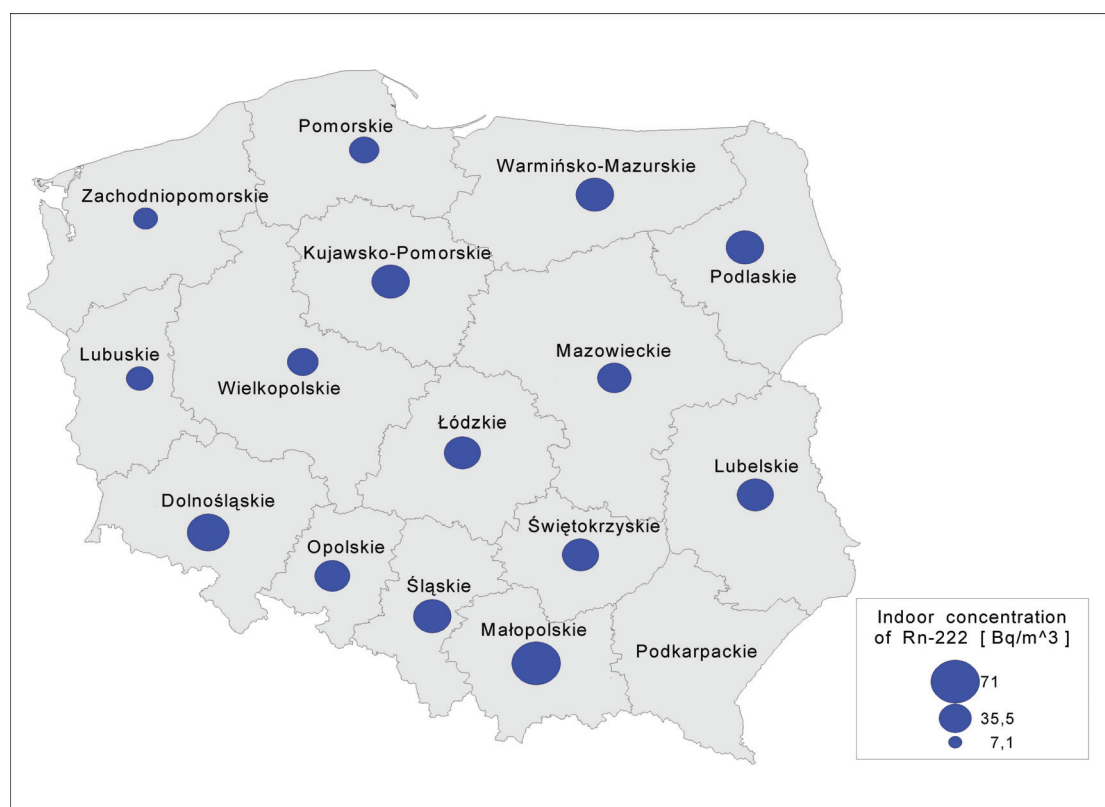 Pomorskie
Warmińsko-Mazurskie
Zachodniopomorskie
Kujawsko-Pomorskie
Podlaskie
Lubuskie
Wielkopolskie
Mazowieckie
Łódzkie
Lubelskie
Dolnośląskie
Świętokrzyskie
Opolskie
Śląskie
Małopolskie
Podkarpackie
Indoor concentration
of Rn-222 [ Bq/m^3 ]
71
35,5
7,1